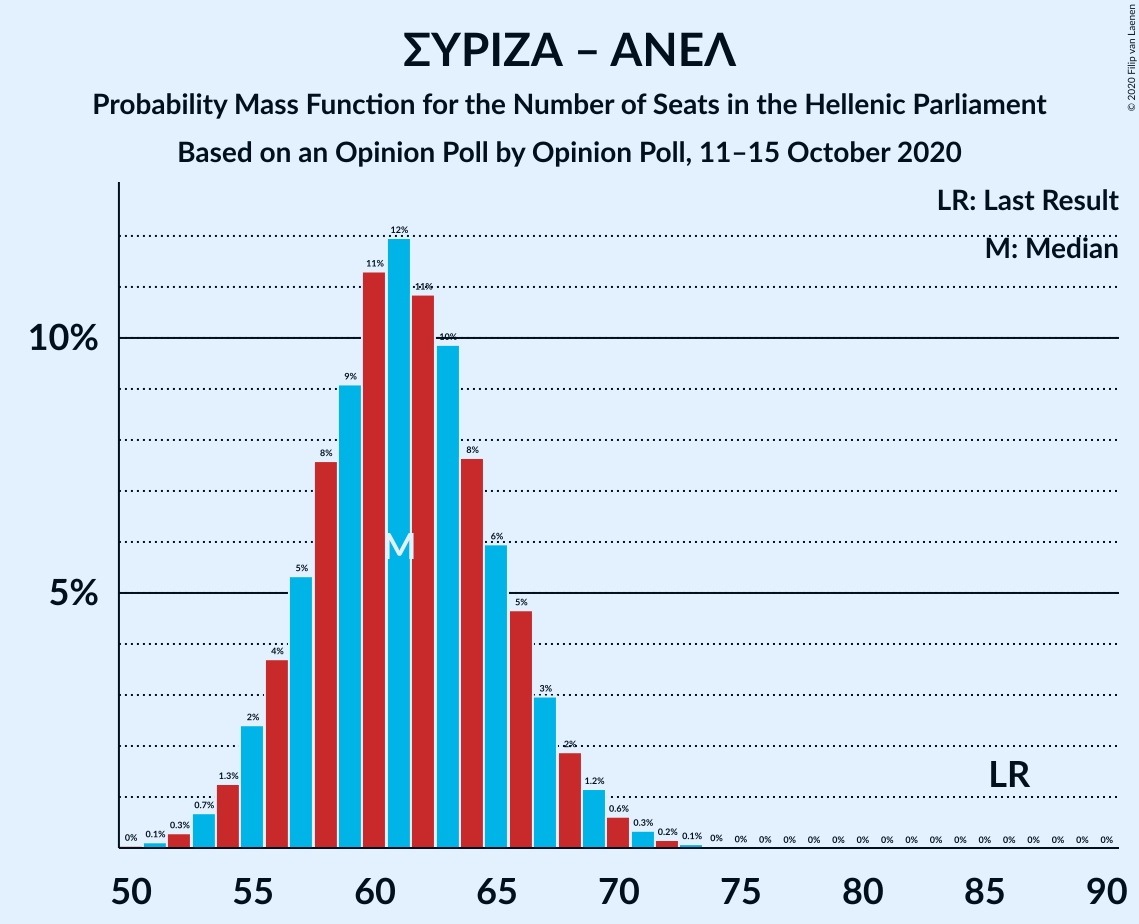 ΣΥΡΙΖΑ – ΑΝΕΛ
Probability Mass Function for the Number of Seats in the Hellenic Parliament
Based on an Opinion Poll by Opinion Poll, 11–15 October 2020
© 2020 Filip van Laenen
LR: Last Result
M: Median
10%
5%
0% 0.1% 0.3% 0.7% 1.3% 2% 4% 5% 8% 9% 11% 12% 11% 10% 8% 6% 5% 3% 2% 1.2% 0.6% 0.3% 0.2% 0.1% 0% 0% 0% 0% 0% 0% 0% 0% 0% 0% 0% 0% 0% 0% 0% 0% 0%
M
LR
50 55 60 65 70 75 80 85 90